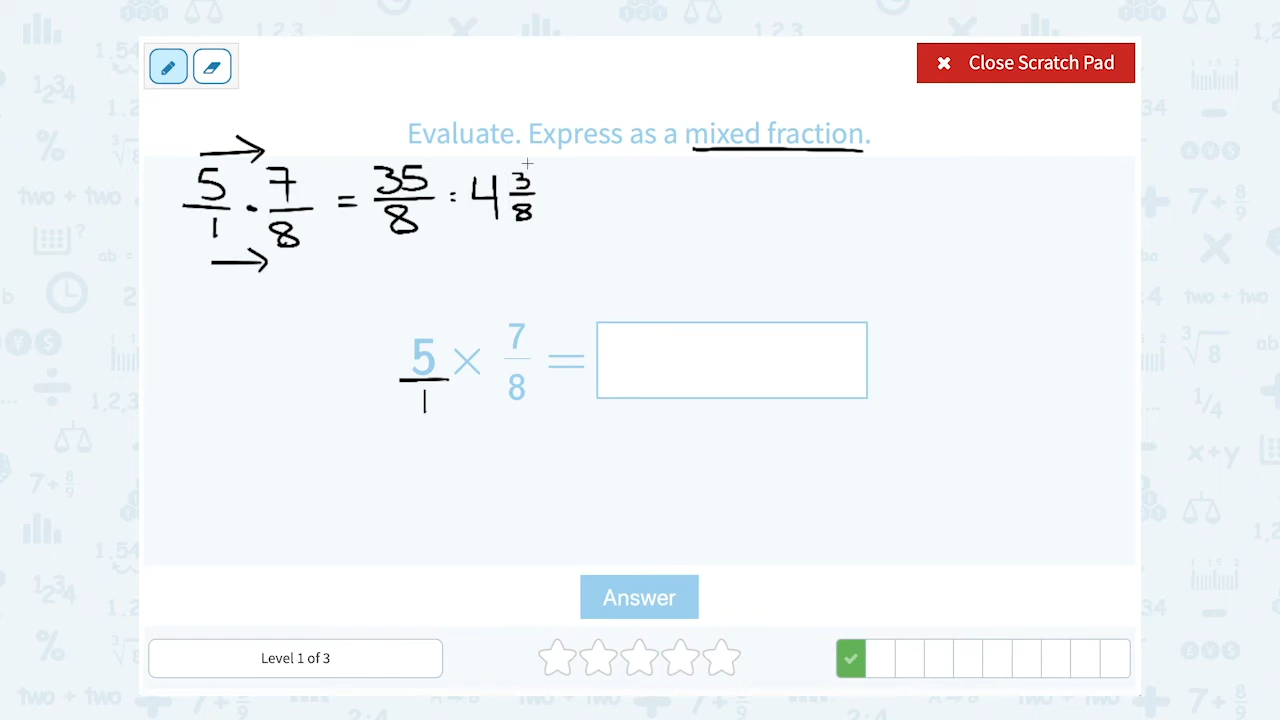 Close Scratch Pad
Evaluate. Express as a mixed fraction.
5/1 · 7/8 = 35/8 = 4 3/8
5/1 × 7/8 =
Answer
Level 1 of 3